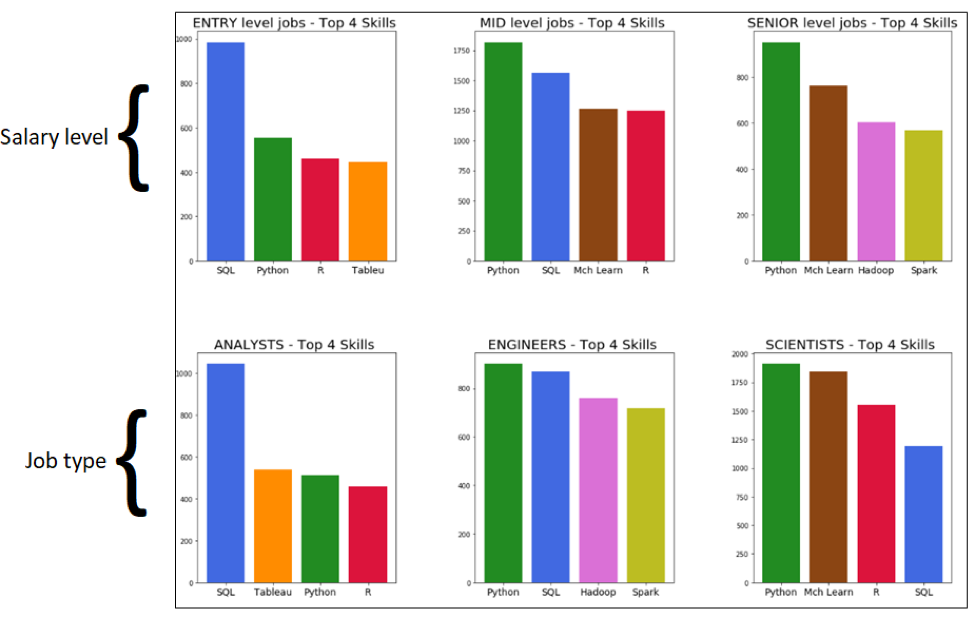 ENTRY level jobs - Top 4 Skills
1000
800
600
400
200
0
SQL Python R Tableu
MID level jobs - Top 4 Skills
1750
1500
1250
1000
750
500
250
0
Python SQL Mch Learn R
SENIOR level jobs - Top 4 Skills
800
600
400
200
0
Python Mch Learn Hadoop Spark
Salary level
ANALYSTS - Top 4 Skills
1000
800
600
400
200
0
SQL Tableau Python R
ENGINEERS - Top 4 Skills
800
600
400
200
0
Python SQL Hadoop Spark
SCIENTISTS - Top 4 Skills
2000
1750
1500
1250
1000
750
500
250
0
Python Mch Learn R SQL
Job type